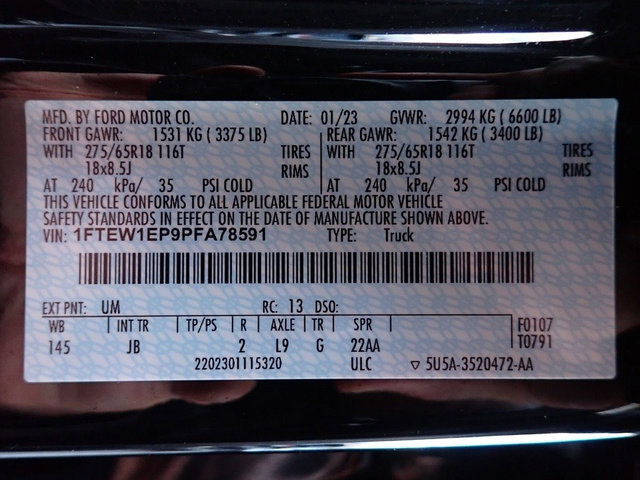 MFD. BY FORD MOTOR CO. DATE: 01/23 GVWR: 2994 KG ( 6600 LB)
FRONT GAWR: 1531 KG ( 3375 LB) REAR GAWR: 1542 KG ( 3400 LB)
WITH 275/65R18 116T TIRES WITH 275/65R18 116T TIRES
18x8.5J RIMS 18x8.5J RIMS
AT 240 kPa/ 35 PSI COLD AT 240 kPa/ 35 PSI COLD
THIS VEHICLE CONFORMS TO ALL APPLICABLE FEDERAL MOTOR VEHICLE
SAFETY STANDARDS IN EFFECT ON THE DATE OF MANUFACTURE SHOWN ABOVE.
VIN: 1FTEW1EP9PFA78591 TYPE: Truck
EXT PNT: UM RC: 13 DSO:
WB INT TR TP/PS R AXLE TR SPR F0107
145 JB 2 L9 G 22AA T0791
2202301115320 ULC ▽ 5U5A-3520472-AA